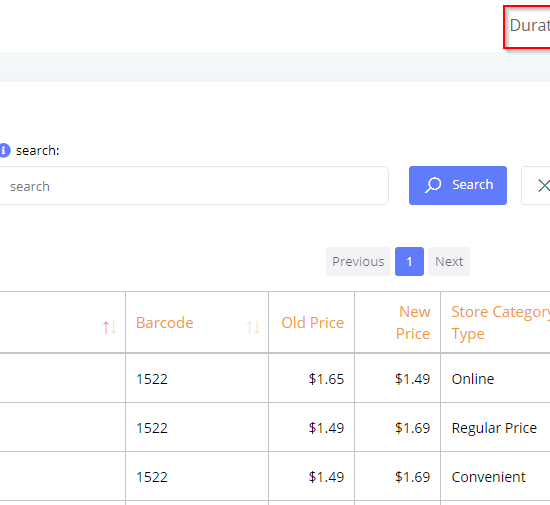 search:
search
Search
Previous 1 Next
Barcode Old Price New Price Store Category Type
1522 $1.65 $1.49 Online
1522 $1.49 $1.69 Regular Price
1522 $1.49 $1.69 Convenient